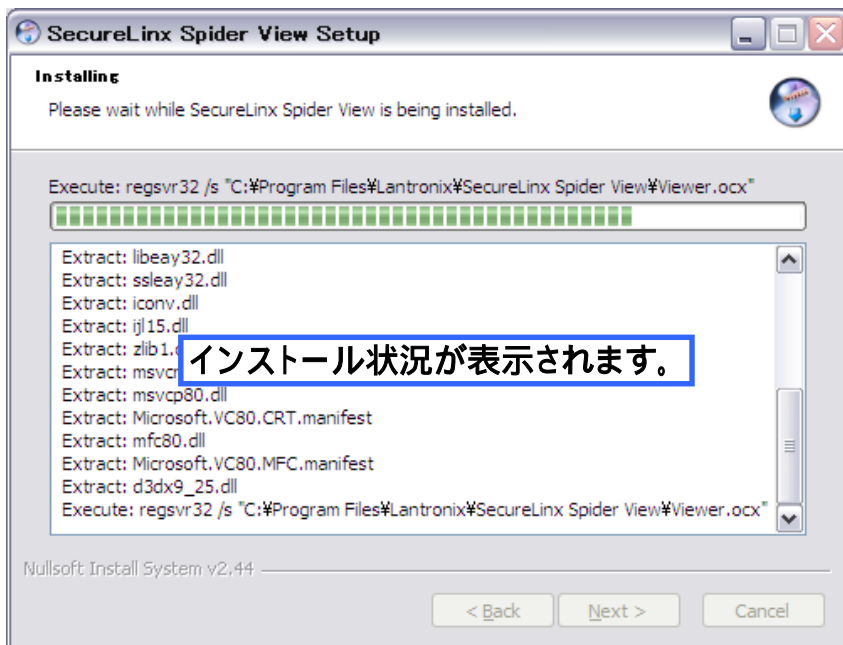 SecureLinx Spider View Setup
Installing
Please wait while SecureLinx Spider View is being installed.
Execute: regsvr32 /s "C:¥Program Files¥Lantronix¥SecureLinx Spider View¥Viewer.ocx"
Extract: libeay32.dll
Extract: ssleay32.dll
Extract: iconv.dll
Extract: ijl15.dll
Extract: zlib1.
インストール状況が表示されます。
Extract: msvcr
Extract: msvcp80.dll
Extract: Microsoft.VC80.CRT.manifest
Extract: mfc80.dll
Extract: Microsoft.VC80.MFC.manifest
Extract: d3dx9_25.dll
Execute: regsvr32 /s "C:¥Program Files¥Lantronix¥SecureLinx Spider View¥Viewer.ocx"
Nullsoft Install System v2.44
< Back
Next >
Cancel